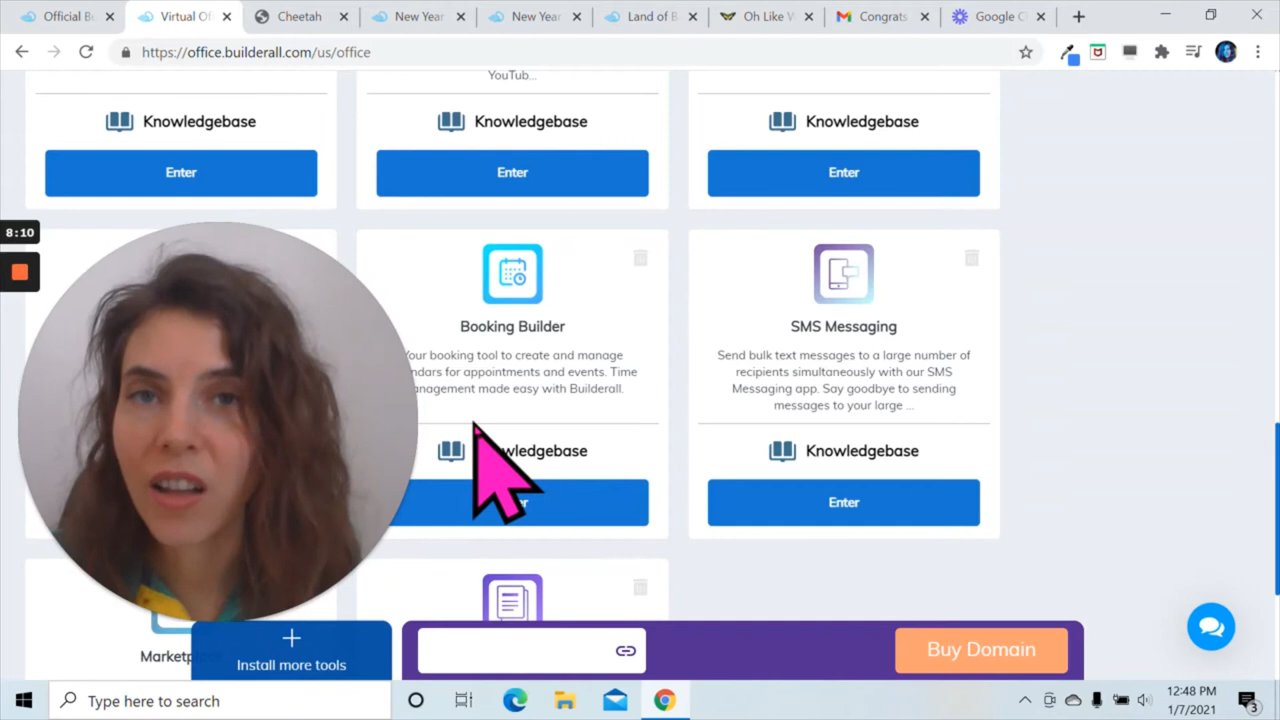 Official Bu
Virtual Of
Cheetah
New Year
New Year
Land of B
Oh Like W
Congrats
Google C
https://office.builderall.com/us/office
YouTub...
Knowledgebase
Knowledgebase
Knowledgebase
Enter
Enter
Enter
8:10
Booking Builder
SMS Messaging
Your booking tool to create and manage
ndars for appointments and events. Time
nagement made easy with Builderall.
Send bulk text messages to a large number of
recipients simultaneously with our SMS
Messaging app. Say goodbye to sending
messages to your large ...
wledgebase
Knowledgebase
er
Enter
Marketpl
Install more tools
Buy Domain
Type here to search
12:48 PM
1/7/2021
3